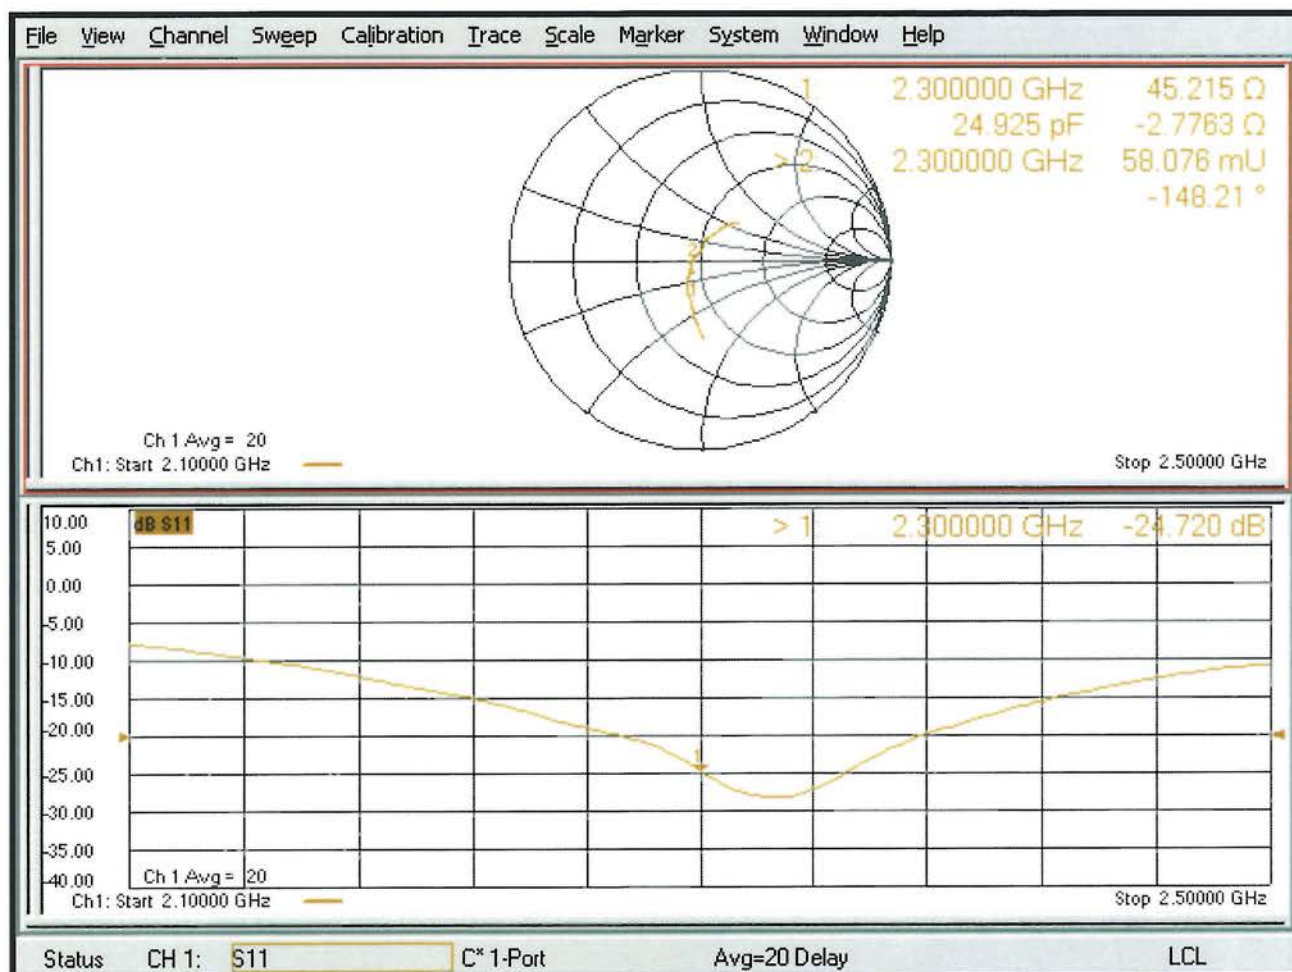 File View Channel Sweep Calibration Trace Scale Marker System Window Help
1: 2.300000 GHz 45.215 Ω
24.925 pF -2.7763 Ω
> 2: 2.300000 GHz 58.076 mU
-148.21 °
2
1
Ch 1 Avg = 20
Ch1: Start 2.10000 GHz Stop 2.50000 GHz
10.00 dB S11 > 1: 2.300000 GHz -24.720 dB
5.00
0.00
-5.00
-10.00
-15.00
-20.00
1
-25.00
-30.00
-35.00
-40.00 Ch 1 Avg = 20
Ch1: Start 2.10000 GHz Stop 2.50000 GHz
Status CH 1: S11 C* 1-Port Avg=20 Delay LCL